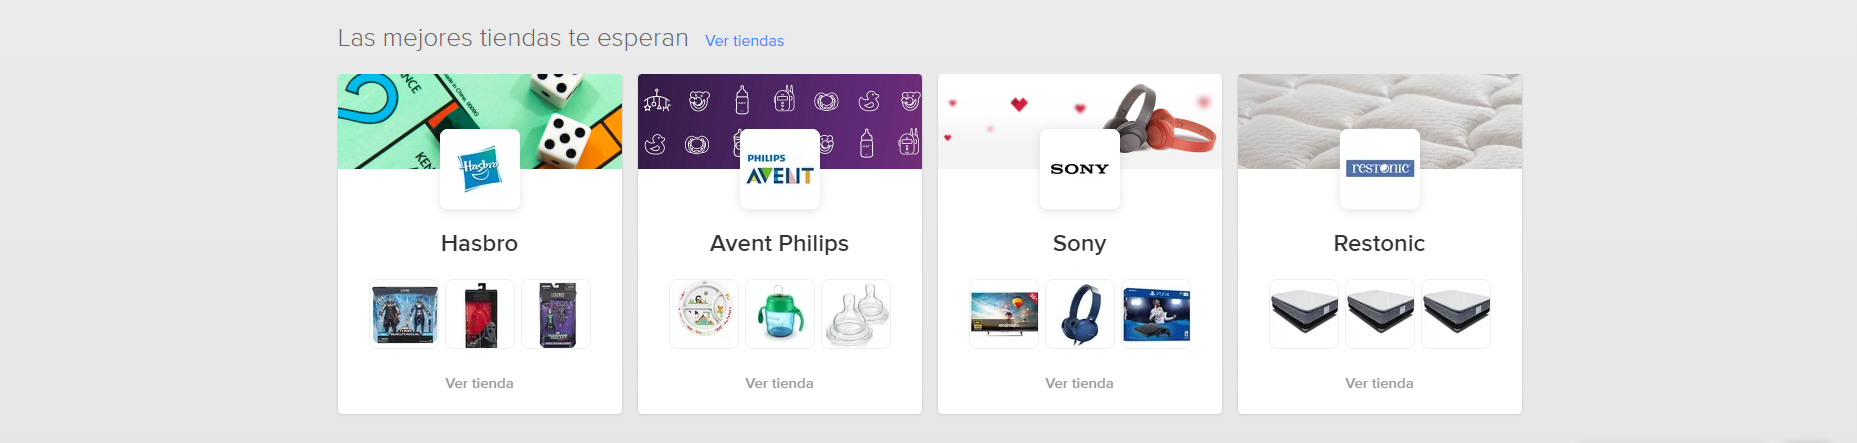 Las mejores tiendas te esperan Ver tiendas
Hasbro
PHILIPS
AVENT
SONY
RESTONIC
Hasbro
Avent Philips
Sony
Restonic
Ver tienda
Ver tienda
Ver tienda
Ver tienda